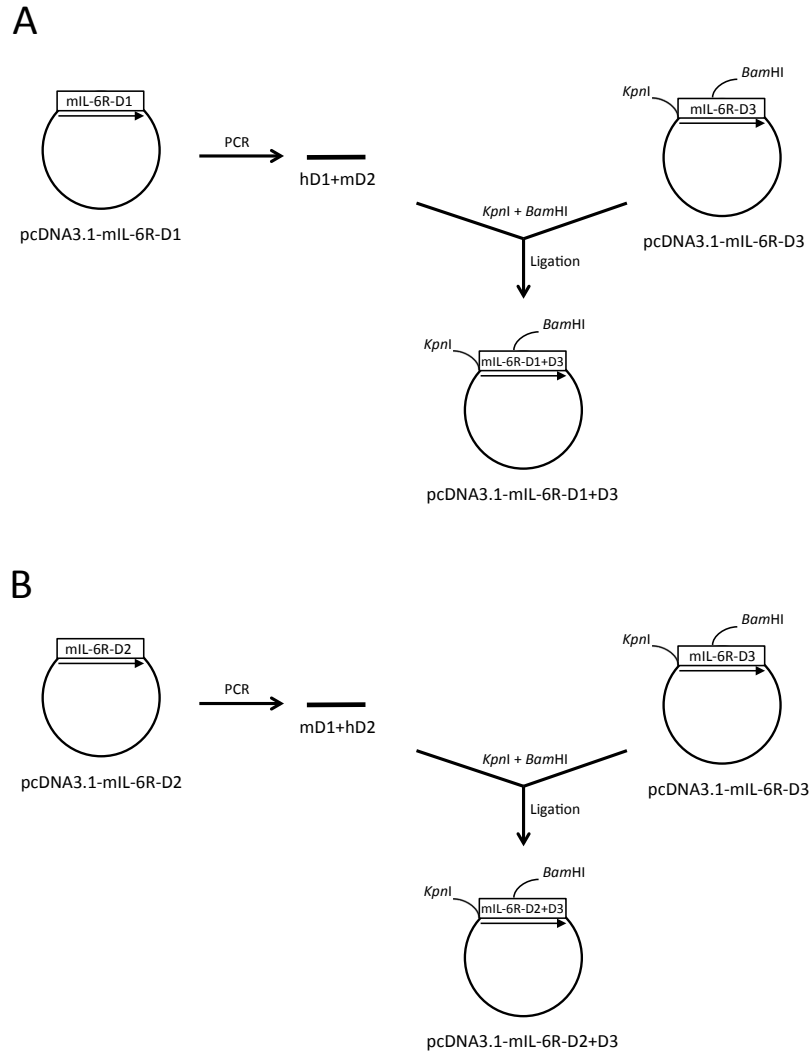 A
BamHI
KpnI
mIL-6R-D1
mIL-6R-D3
PCR
hD1+mD2
pcDNA3.1-mIL-6R-D1
KpnI + BamHI
pcDNA3.1-mIL-6R-D3
Ligation
BamHI
KpnI
mIL-6R-D1+D3
pcDNA3.1-mIL-6R-D1+D3
B
BamHI
KpnI
mIL-6R-D2
mIL-6R-D3
PCR
mD1+hD2
pcDNA3.1-mIL-6R-D2
KpnI + BamHI
pcDNA3.1-mIL-6R-D3
Ligation
BamHI
KpnI
mIL-6R-D2+D3
pcDNA3.1-mIL-6R-D2+D3